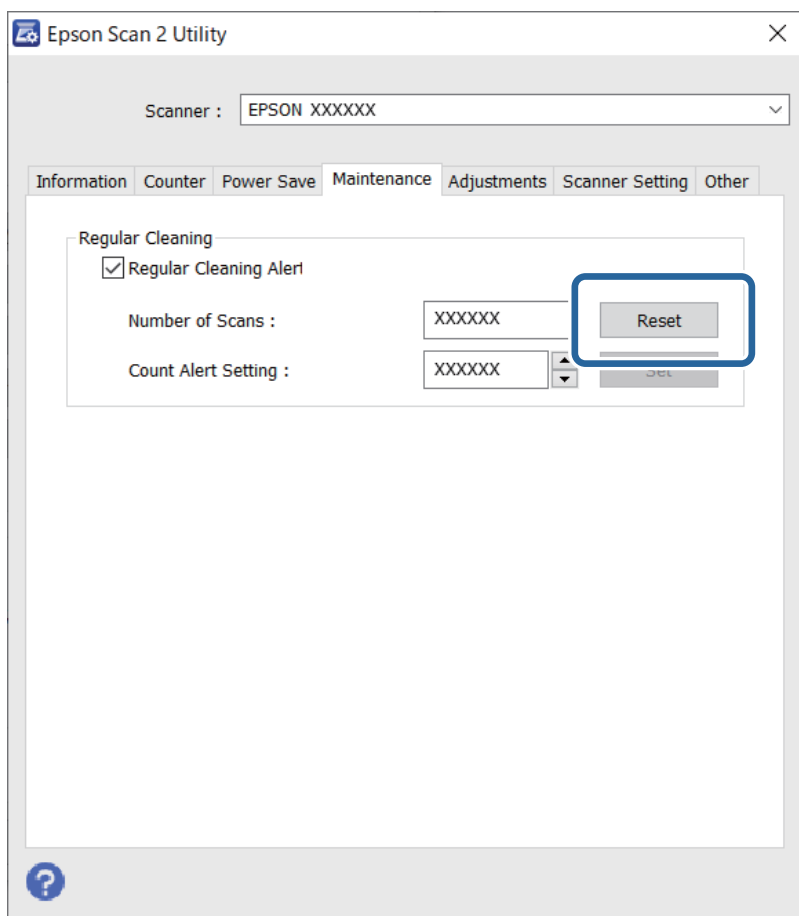 Epson Scan 2 Utility
Scanner :
EPSON XXXXXX
Information Counter Power Save Maintenance Adjustments Scanner Setting Other
Regular Cleaning
Regular Cleaning Alert
Number of Scans :
XXXXXX
Reset
Count Alert Setting :
XXXXXX
Set
?